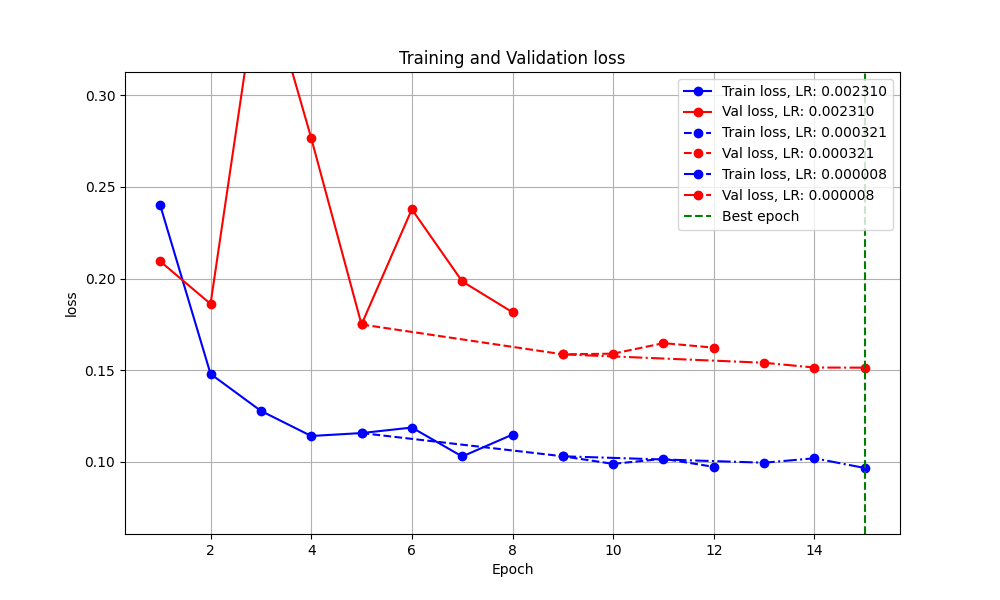 Training and Validation loss
0.30
0.25
0.20
0.15
0.10
loss
Train loss, LR: 0.002310
Val loss, LR: 0.002310
Train loss, LR: 0.000321
Val loss, LR: 0.000321
Train loss, LR: 0.000008
Val loss, LR: 0.000008
Best epoch
2 4 6 8 10 12 14
Epoch